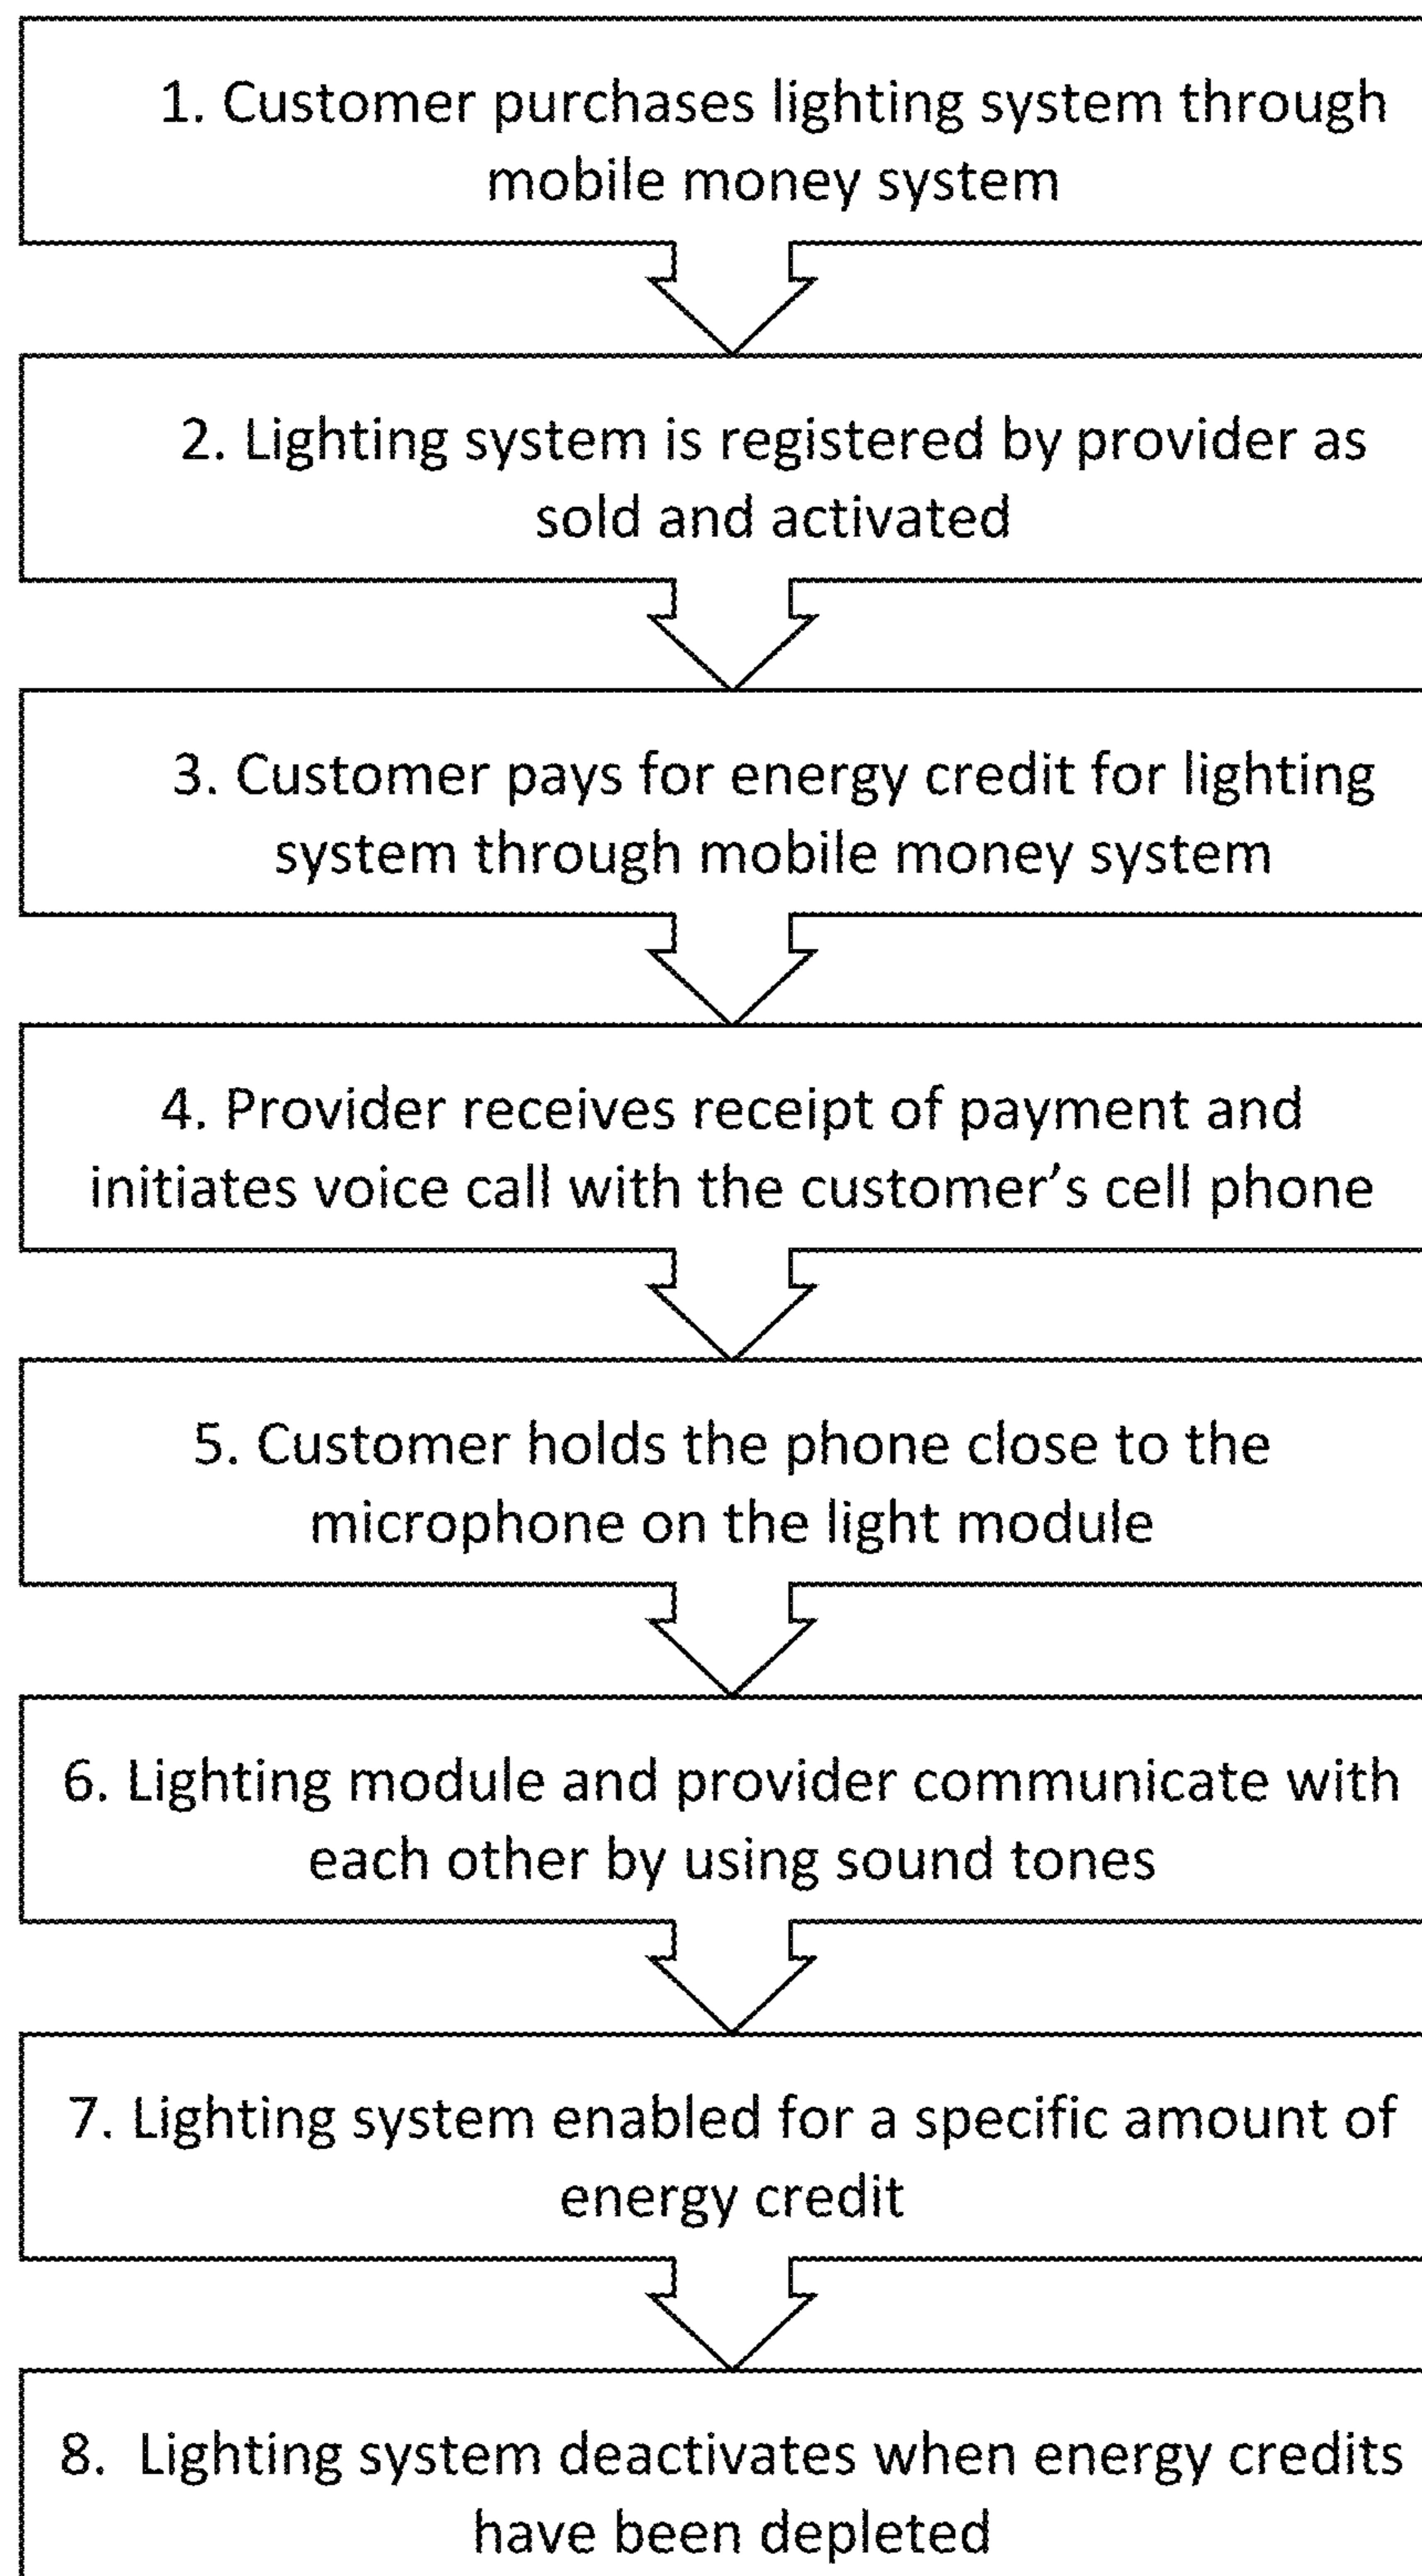 1. Customer purchases lighting system through
mobile money system
2. Lighting system is registered by provider as
sold and activated
3. Customer pays for energy credit for lighting
system through mobile money system
4. Provider receives receipt of payment and
initiates voice call with the customer’s cell phone
5. Customer holds the phone close to the
microphone on the light module
6. Lighting module and provider communicate with
each other by using sound tones
7. Lighting system enabled for a specific amount of
energy credit
8. Lighting system deactivates when energy credits
have been depleted